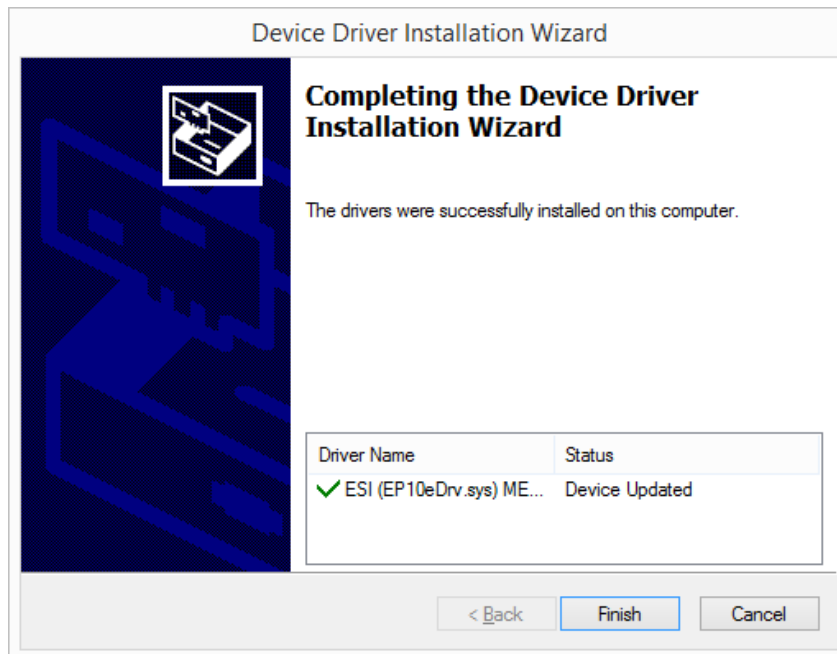 Device Driver Installation Wizard
Completing the Device Driver
Installation Wizard
The drivers were successfully installed on this computer.
Driver Name Status
ESI (EP10eDrv.sys) ME... Device Updated
< Back Finish Cancel